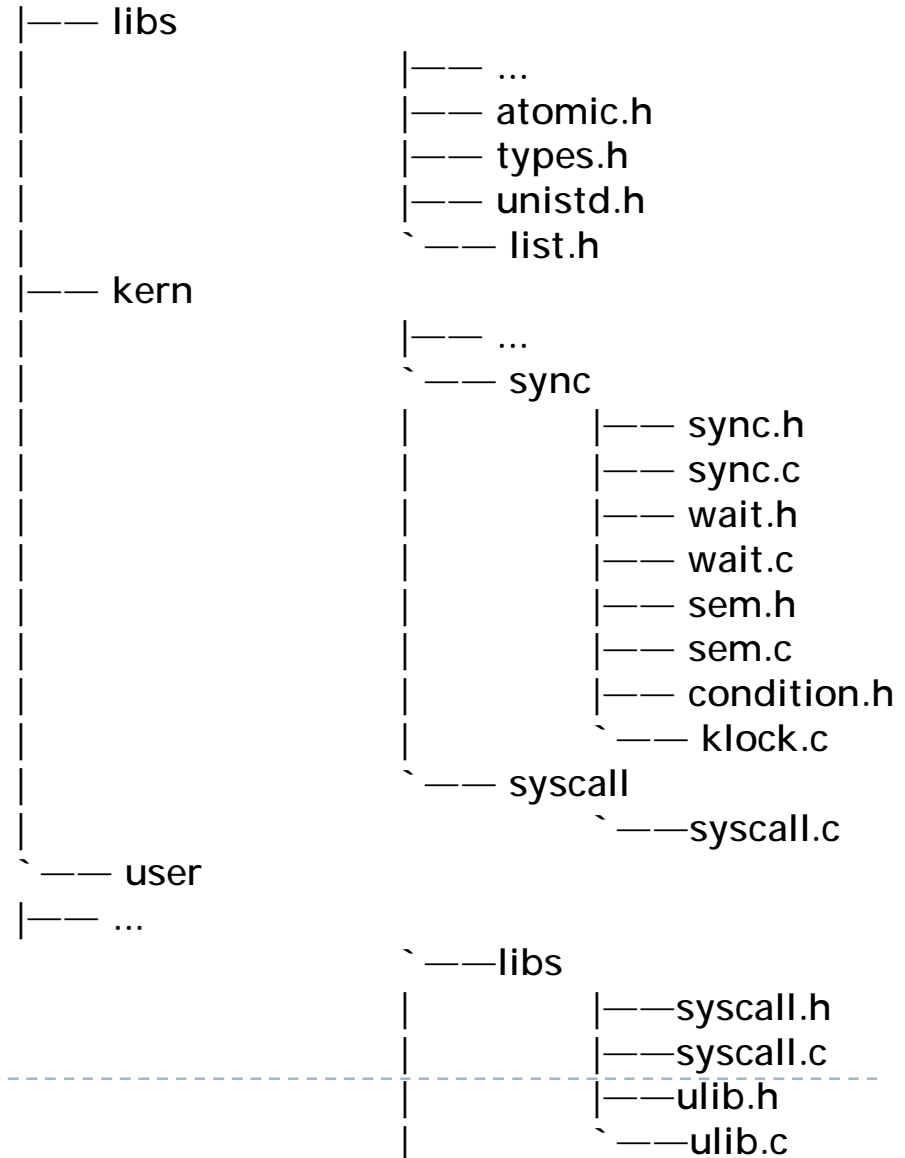 |—— libs
| |—— ...
| |—— atomic.h
| |—— types.h
| |—— unistd.h
| `—— list.h
|—— kern
| |—— ...
| `—— sync
| | |—— sync.h
| | |—— sync.c
| | |—— wait.h
| | |—— wait.c
| | |—— sem.h
| | |—— sem.c
| | |—— condition.h
| | `—— klock.c
| `—— syscall
| `——syscall.c
`—— user
|—— ...
`——libs
| |——syscall.h
| |——syscall.c
| |——ulib.h
| `——ulib.c